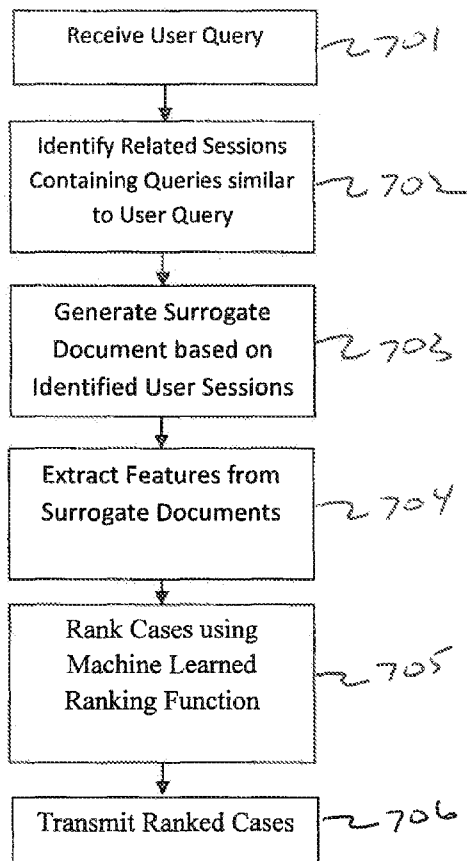 Receive User Query
2701
Identify Related Sessions
Containing Queries similar
to User Query
2702
Generate Surrogate
Document based on
Identified User Sessions
2703
Extract Features from
Surrogate Documents
2704
Rank Cases using
Machine Learned
Ranking Function
2705
Transmit Ranked Cases
2706